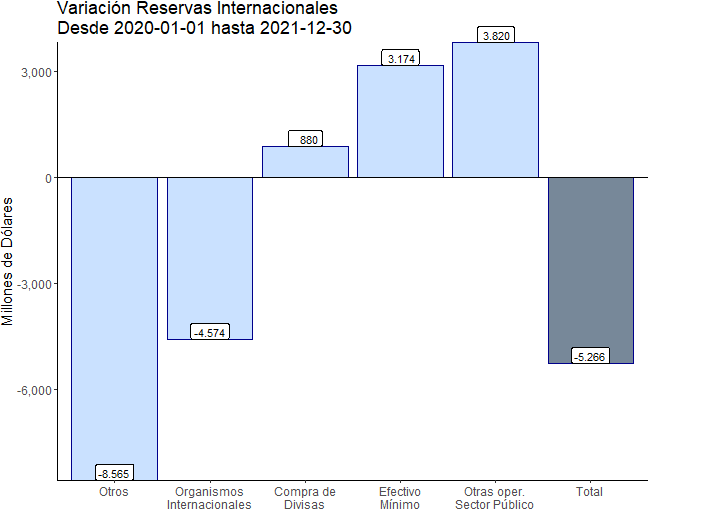 Variación Reservas Internacionales
Desde 2020-01-01 hasta 2021-12-30
Millones de Dólares
3,000
0
-3,000
-6,000
-8.565
-4.574
880
3.174
3.820
-5.266
Otros
Organismos
Internacionales
Compra de
Divisas
Efectivo
Mínimo
Otras oper.
Sector Público
Total